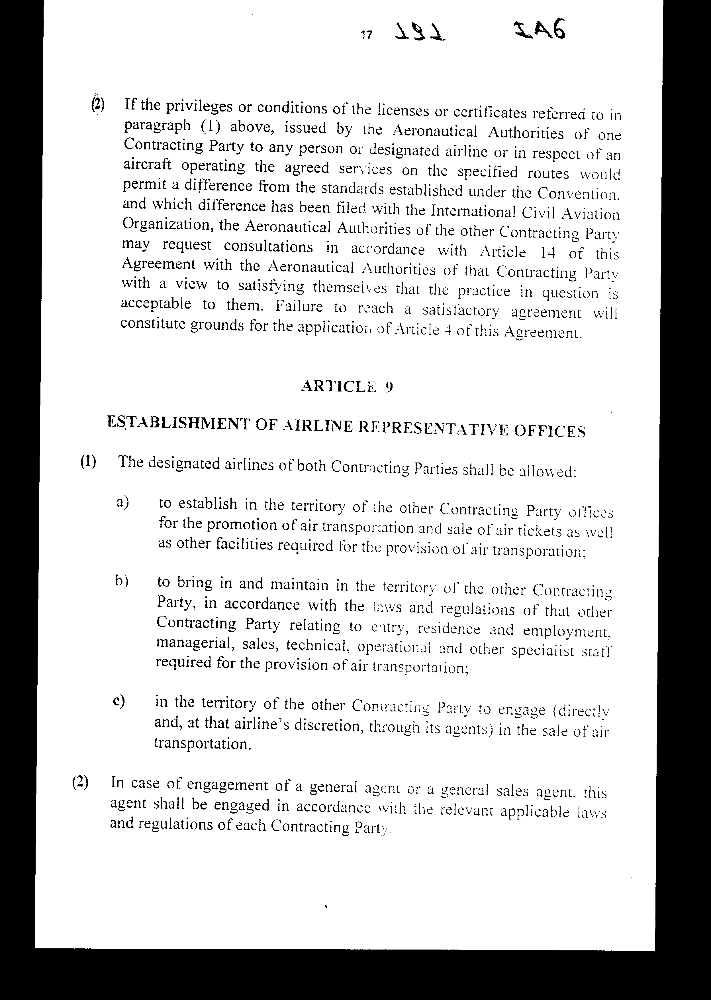 17 191 IA6
(2) If the privileges or conditions of the licenses or certificates referred to in
paragraph (1) above, issued by the Aeronautical Authorities of one
Contracting Party to any person or designated airline or in respect of an
aircraft operating the agreed services on the specified routes would
permit a difference from the standards established under the Convention,
and which difference has been filed with the International Civil Aviation
Organization, the Aeronautical Authorities of the other Contracting Party
may request consultations in accordance with Article 14 of this
Agreement with the Aeronautical Authorities of that Contracting Party
with a view to satisfying themselves that the practice in question is
acceptable to them. Failure to reach a satisfactory agreement will
constitute grounds for the application of Article 4 of this Agreement.
ARTICLE 9
ESTABLISHMENT OF AIRLINE REPRESENTATIVE OFFICES
(1) The designated airlines of both Contracting Parties shall be allowed:
a) to establish in the territory of the other Contracting Party offices
for the promotion of air transportation and sale of air tickets as well
as other facilities required for the provision of air transporation;
b) to bring in and maintain in the territory of the other Contracting
Party, in accordance with the laws and regulations of that other
Contracting Party relating to entry, residence and employment,
managerial, sales, technical, operational and other specialist staff
required for the provision of air transportation;
c) in the territory of the other Contracting Party to engage (directly
and, at that airline's discretion, through its agents) in the sale of air
transportation.
(2) In case of engagement of a general agent or a general sales agent, this
agent shall be engaged in accordance with the relevant applicable laws
and regulations of each Contracting Party.